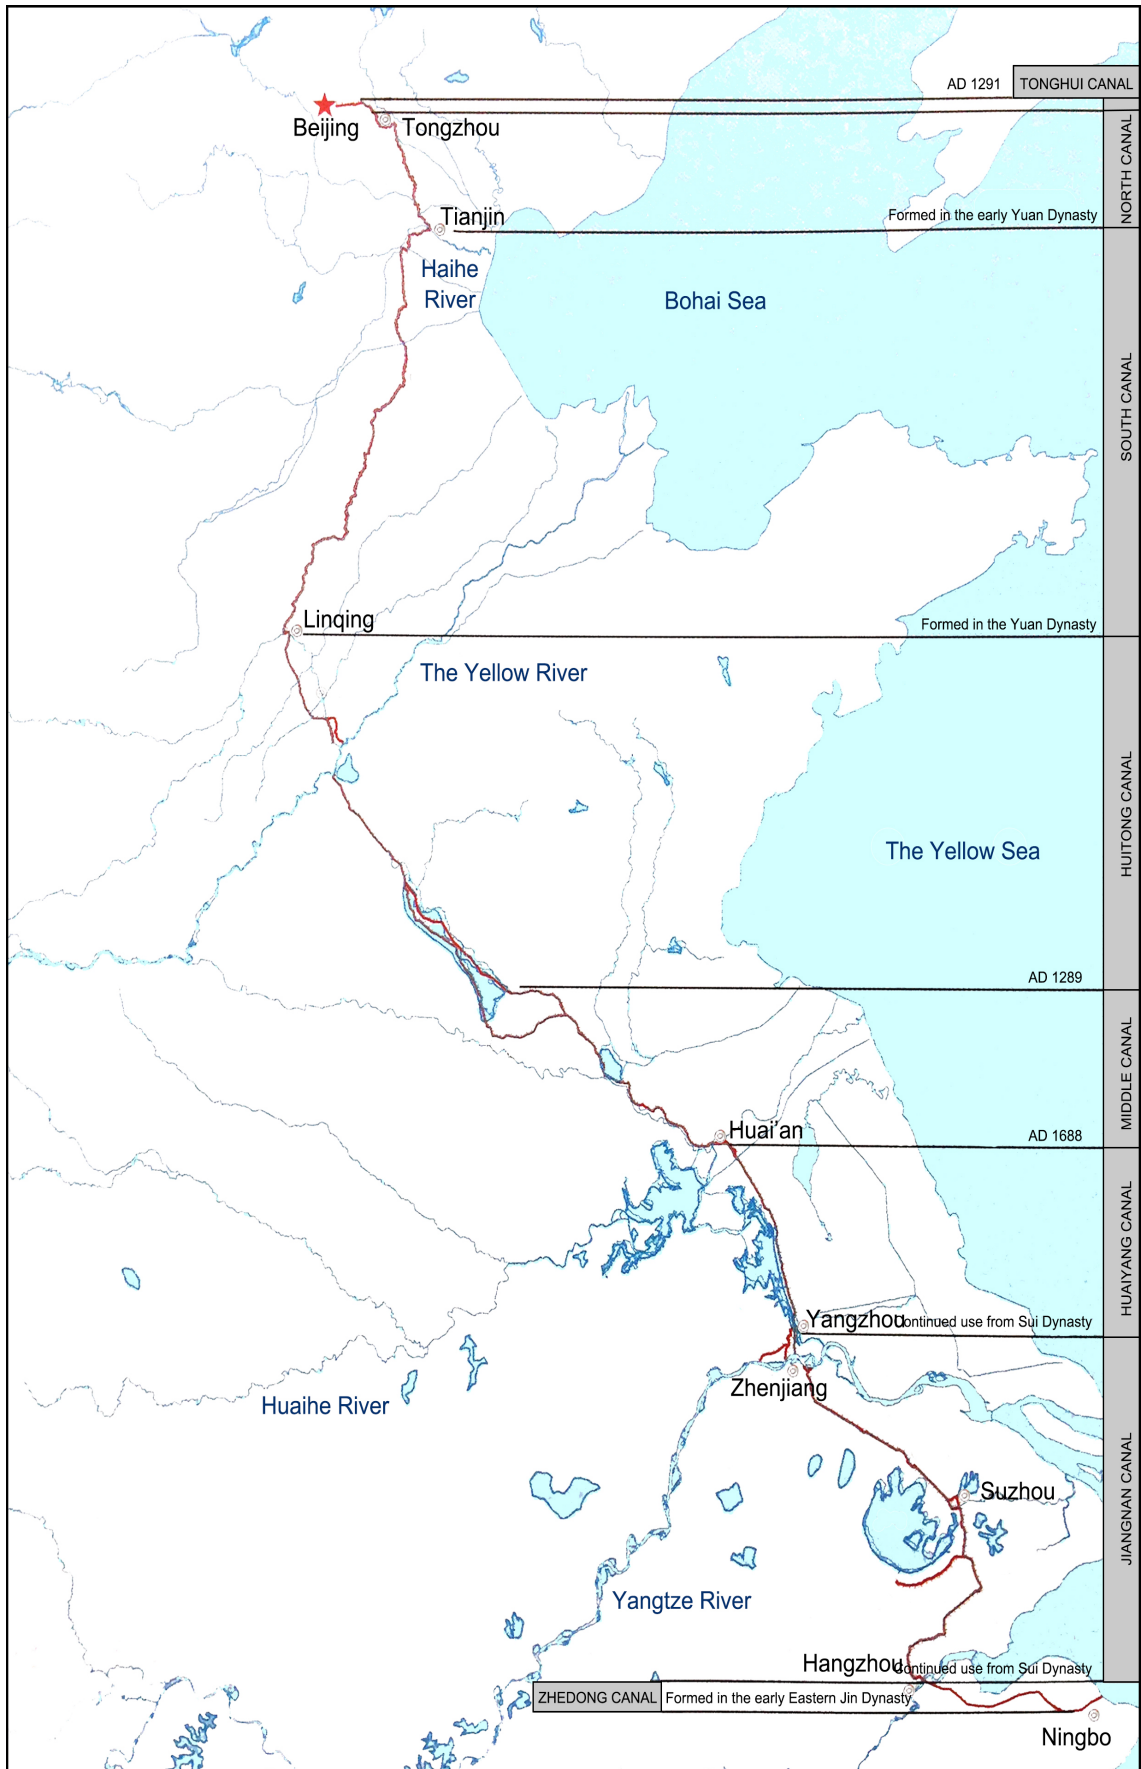 AD 1291
TONGHUI CANAL
Beijing
Tongzhou
NORTH CANAL
Tianjin
Formed in the early Yuan Dynasty
Haihe
River
Bohai Sea
SOUTH CANAL
Linqing
Formed in the Yuan Dynasty
The Yellow River
HUITONG CANAL
The Yellow Sea
AD 1289
MIDDLE CANAL
Huai'an
AD 1688
HUAIYANG CANAL
Yangzhou
Continued use from Sui Dynasty
Zhenjiang
Huaihe River
JIANGNAN CANAL
Suzhou
Yangtze River
Hangzhou
Continued use from Sui Dynasty
ZHEDONG CANAL
Formed in the early Eastern Jin Dynasty
Ningbo